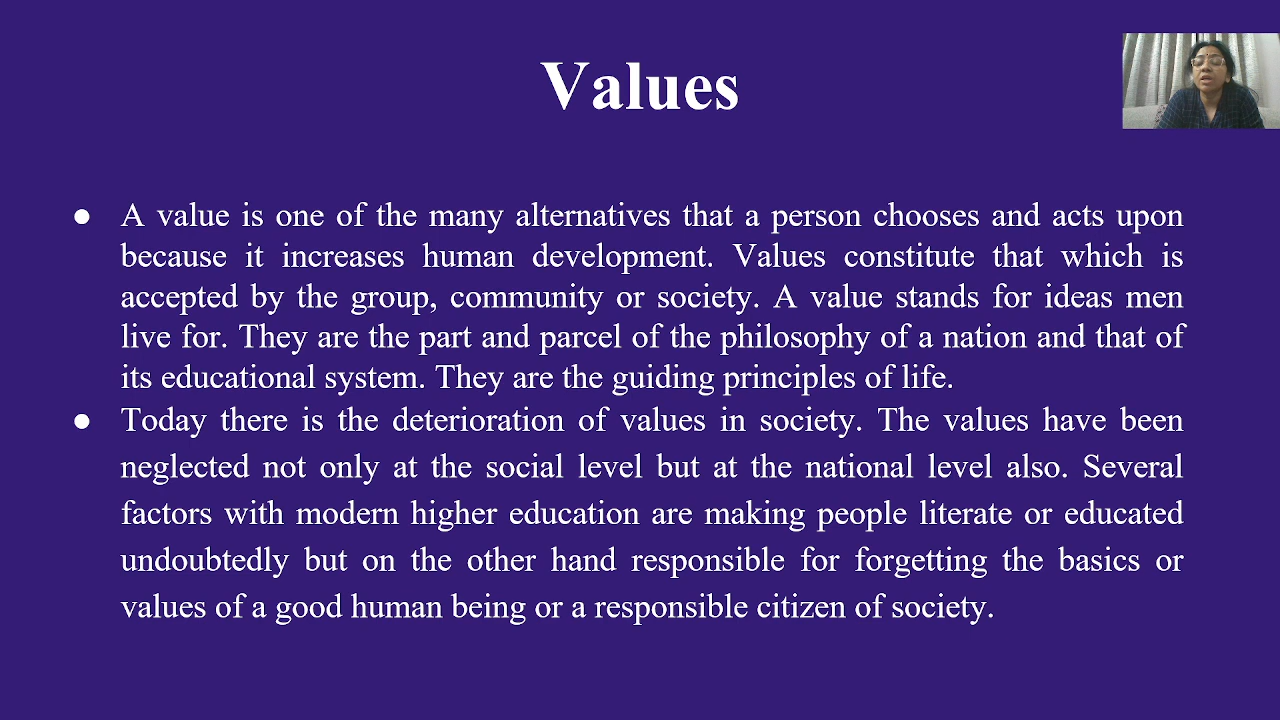 Values
● A value is one of the many alternatives that a person chooses and acts upon
because it increases human development. Values constitute that which is
accepted by the group, community or society. A value stands for ideas men
live for. They are the part and parcel of the philosophy of a nation and that of
its educational system. They are the guiding principles of life.
● Today there is the deterioration of values in society. The values have been
neglected not only at the social level but at the national level also. Several
factors with modern higher education are making people literate or educated
undoubtedly but on the other hand responsible for forgetting the basics or
values of a good human being or a responsible citizen of society.